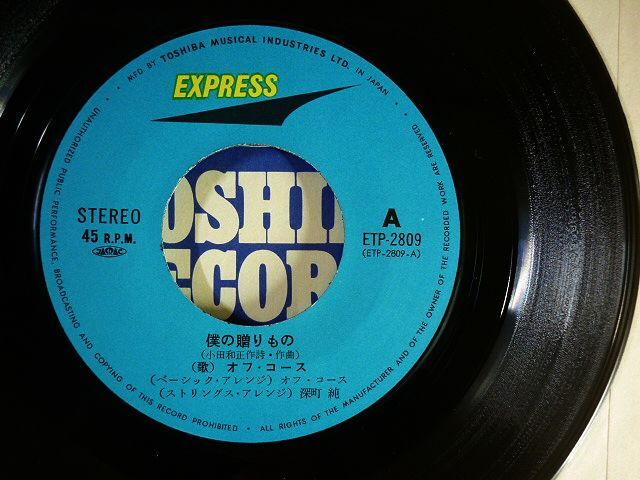 • MFD BY TOSHIBA MUSICAL INDUSTRIES LTD. IN JAPAN •
EXPRESS
STEREO
45 R.P.M.
JASRAC
A
ETP-2809
(ETP-2809-A)
OSHI
ECOR
僕の贈りもの
(小田和正作詩・作曲)
(歌) オフ・コース
(ベーシック・アレンジ) オフ・コース
(ストリングス・アレンジ) 深町 純
UNAUTHORIZED PUBLIC PERFORMANCE, BROADCASTING AND COPYING OF THIS RECORD PROHIBITED • ALL RIGHTS OF THE MANUFACTURER AND OF THE OWNER OF THE RECORDED WORK ARE RESERVED